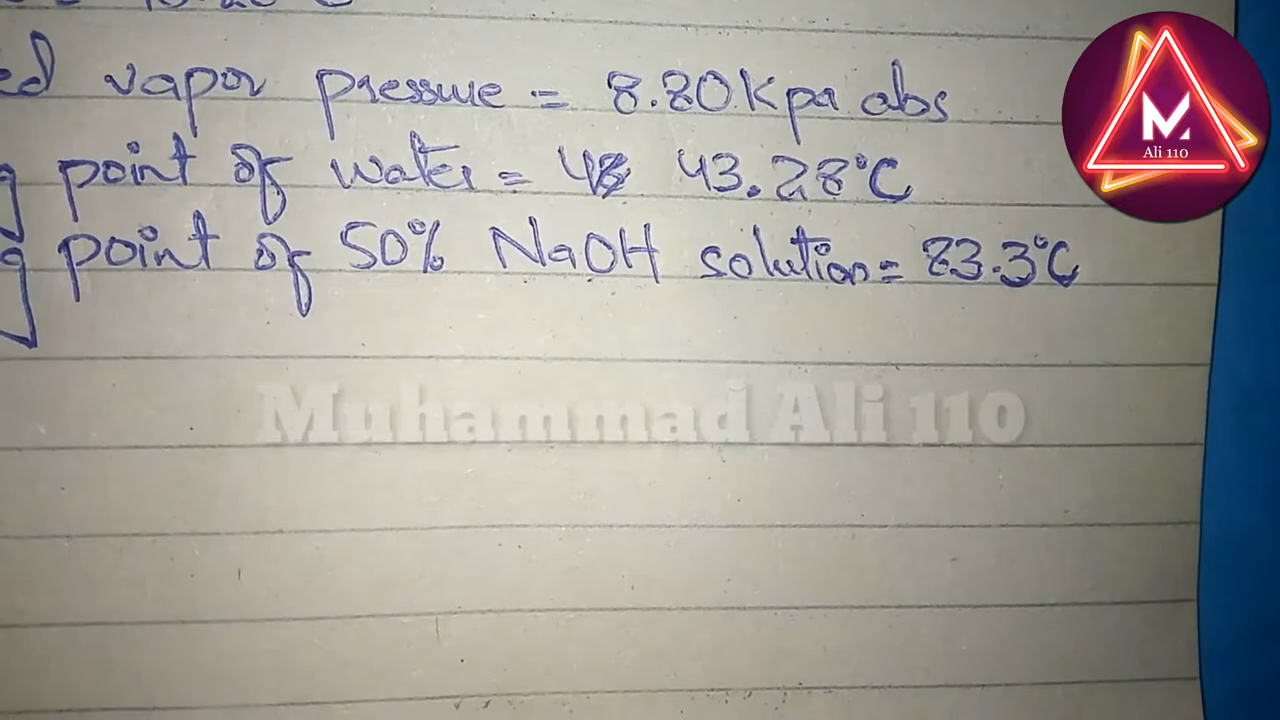 ed vapor pressure = 8.80 Kpa abs
g point of water = 43.28°C
g point of 50% NaOH solution = 83.3°C
Muhammad Ali 110
M.
Ali 110